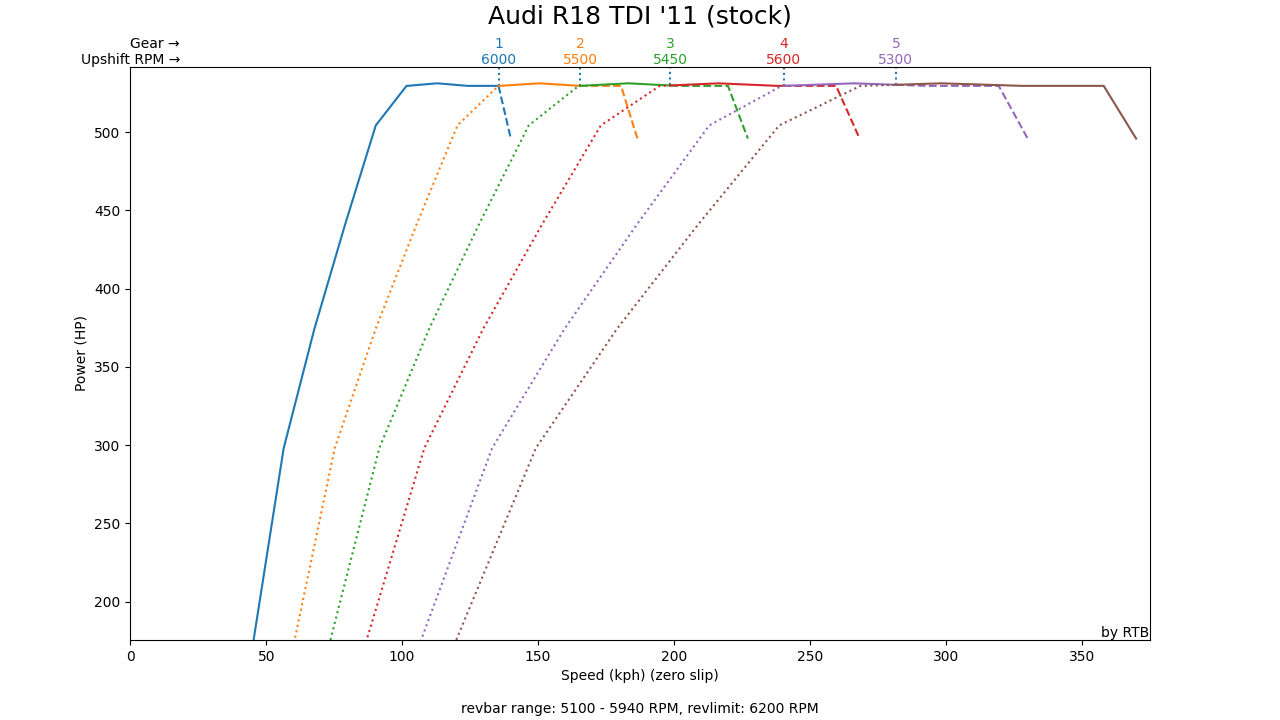 Audi R18 TDI '11 (stock)
Gear → 1 2 3 4 5
Upshift RPM → 6000 5500 5450 5600 5300
500
450
400
350
300
250
200
Power (HP)
by RTB
0 50 100 150 200 250 300 350
Speed (kph) (zero slip)
revbar range: 5100 - 5940 RPM, revlimit: 6200 RPM